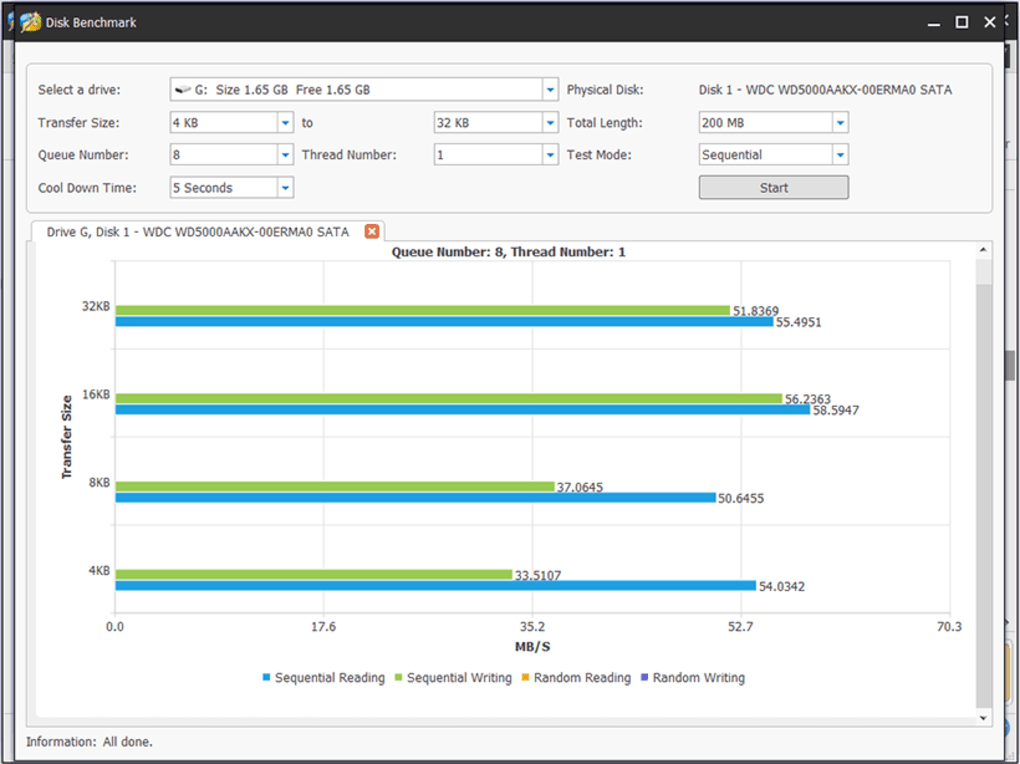 Disk Benchmark
Select a drive: G: Size 1.65 GB Free 1.65 GB Physical Disk: Disk 1 - WDC WD5000AAKX-00ERMA0 SATA
Transfer Size: 4 KB to 32 KB Total Length: 200 MB
Queue Number: 8 Thread Number: 1 Test Mode: Sequential
Cool Down Time: 5 Seconds Start
Drive G, Disk 1 - WDC WD5000AAKX-00ERMA0 SATA
Queue Number: 8, Thread Number: 1
Transfer Size
32KB
51.8369
55.4951
16KB
56.2363
58.5947
8KB
37.0645
50.6455
4KB
33.5107
54.0342
0.0 17.6 35.2 52.7 70.3
MB/S
Sequential Reading Sequential Writing Random Reading Random Writing
Information: All done.